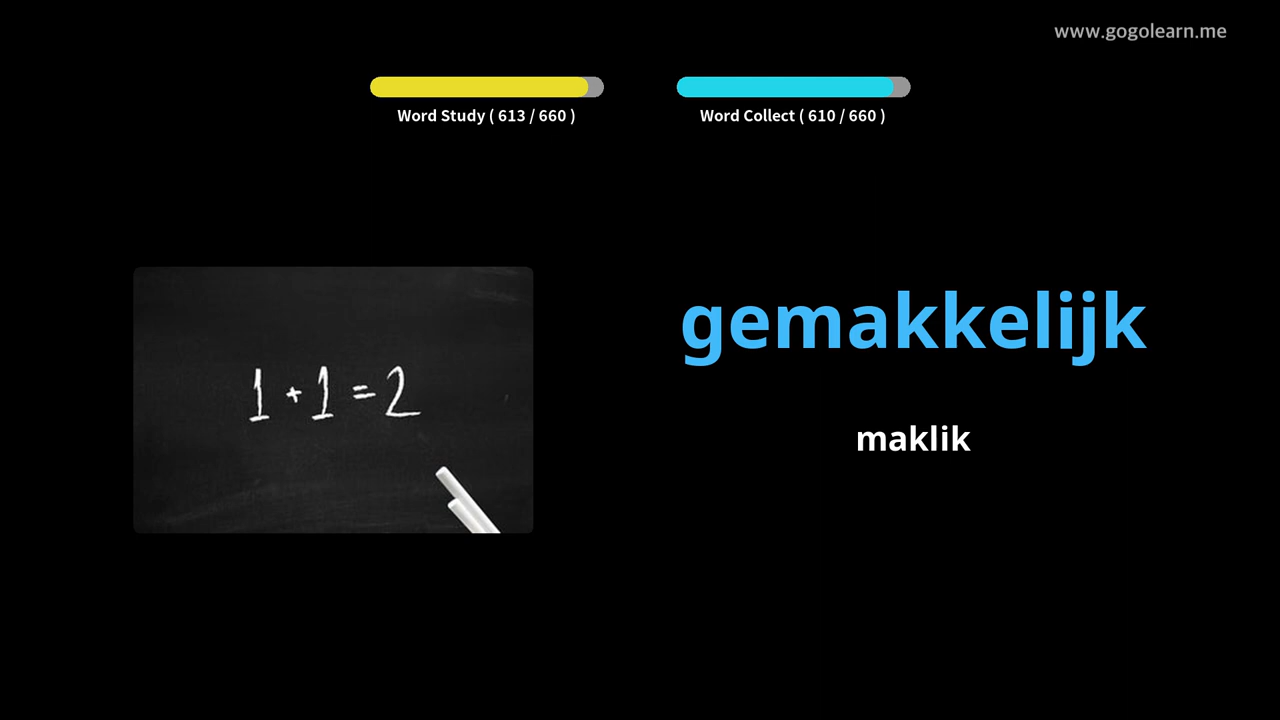 www.gogolearn.me
Word Study ( 613 / 660 )
Word Collect ( 610 / 660 )
1 + 1 = 2
gemakkelijk
maklik